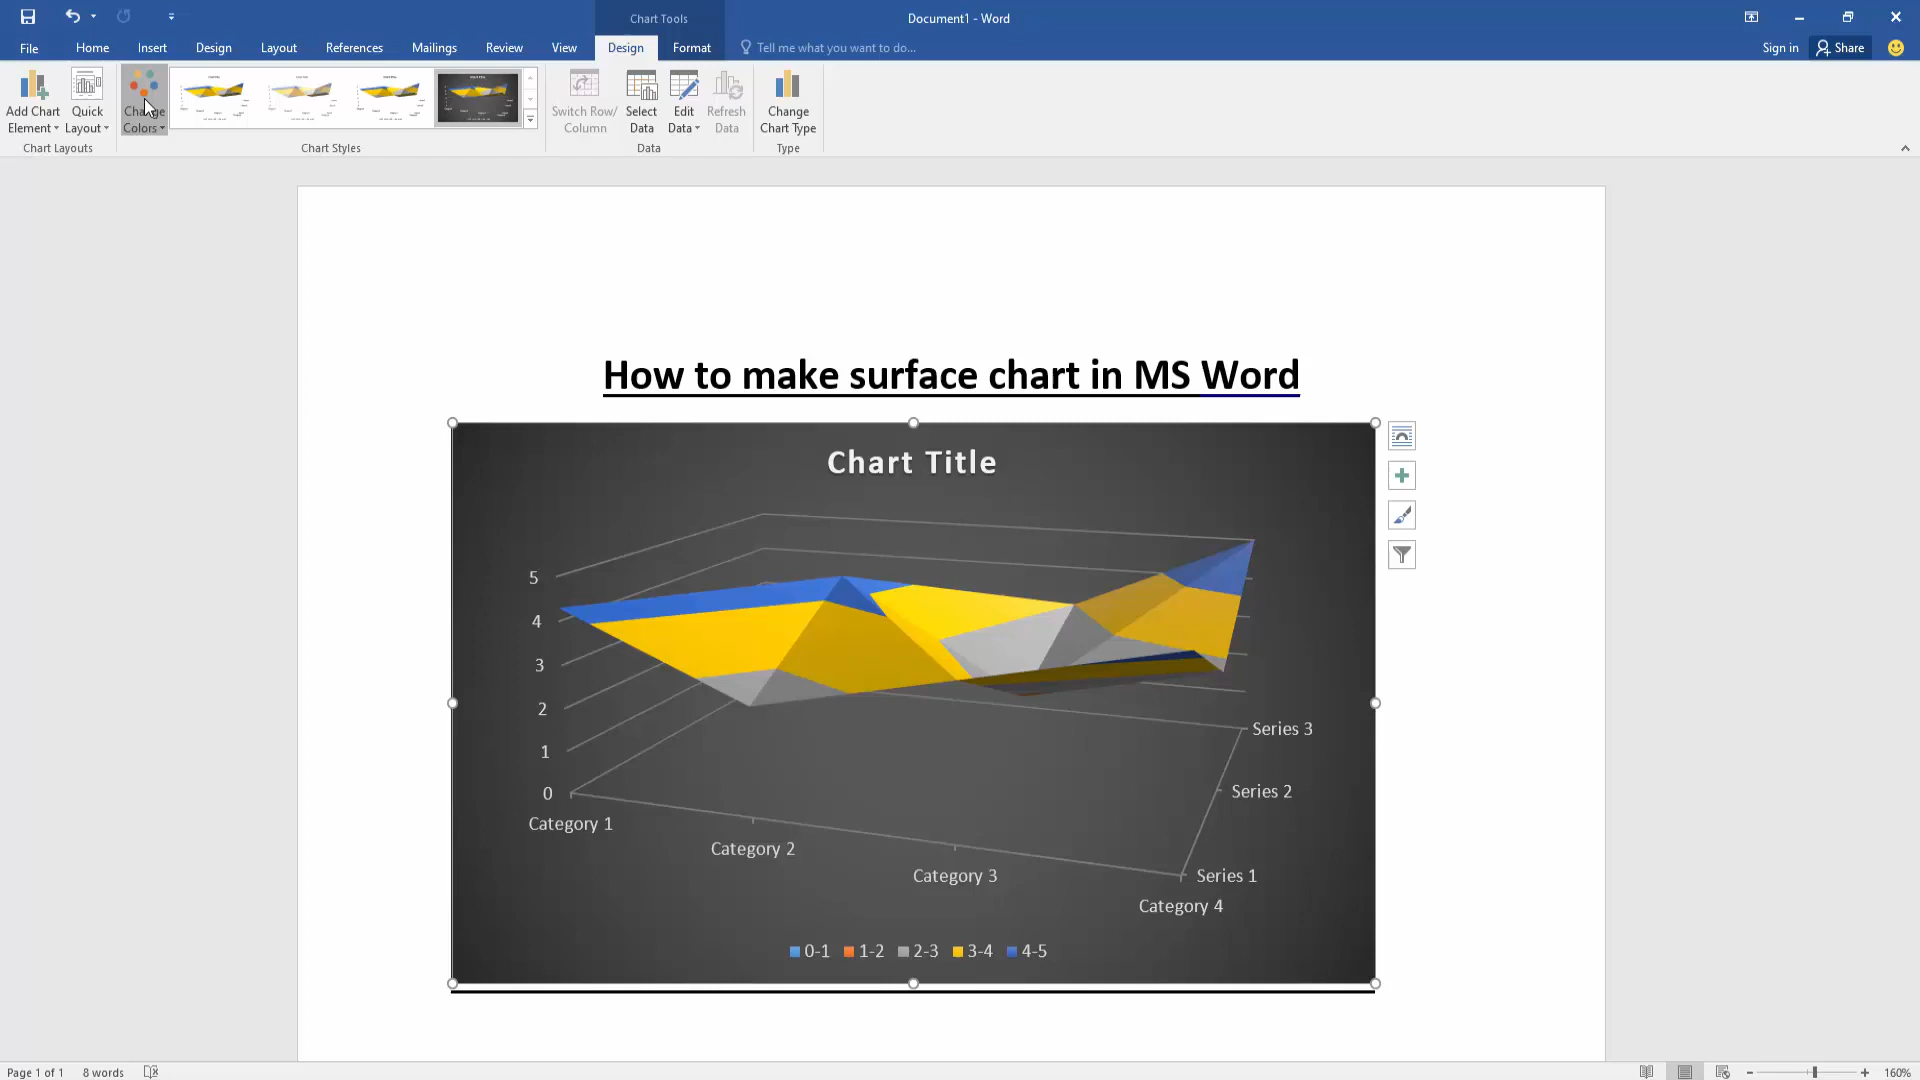 Chart Tools
Document1 - Word
File Home Insert Design Layout References Mailings Review View Design Format Tell me what you want to do... Sign in Share
Add Chart Element
Quick Layout
Change Colors
Switch Row/ Column
Select Data
Edit Data
Refresh Data
Change Chart Type
Chart Layouts Chart Styles Data Type
How to make surface chart in MS Word
Chart Title
5
4
3
2
1
0
Series 3
Series 2
Series 1
Category 1
Category 2
Category 3
Category 4
0-1 1-2 2-3 3-4 4-5
Page 1 of 1 8 words 160%